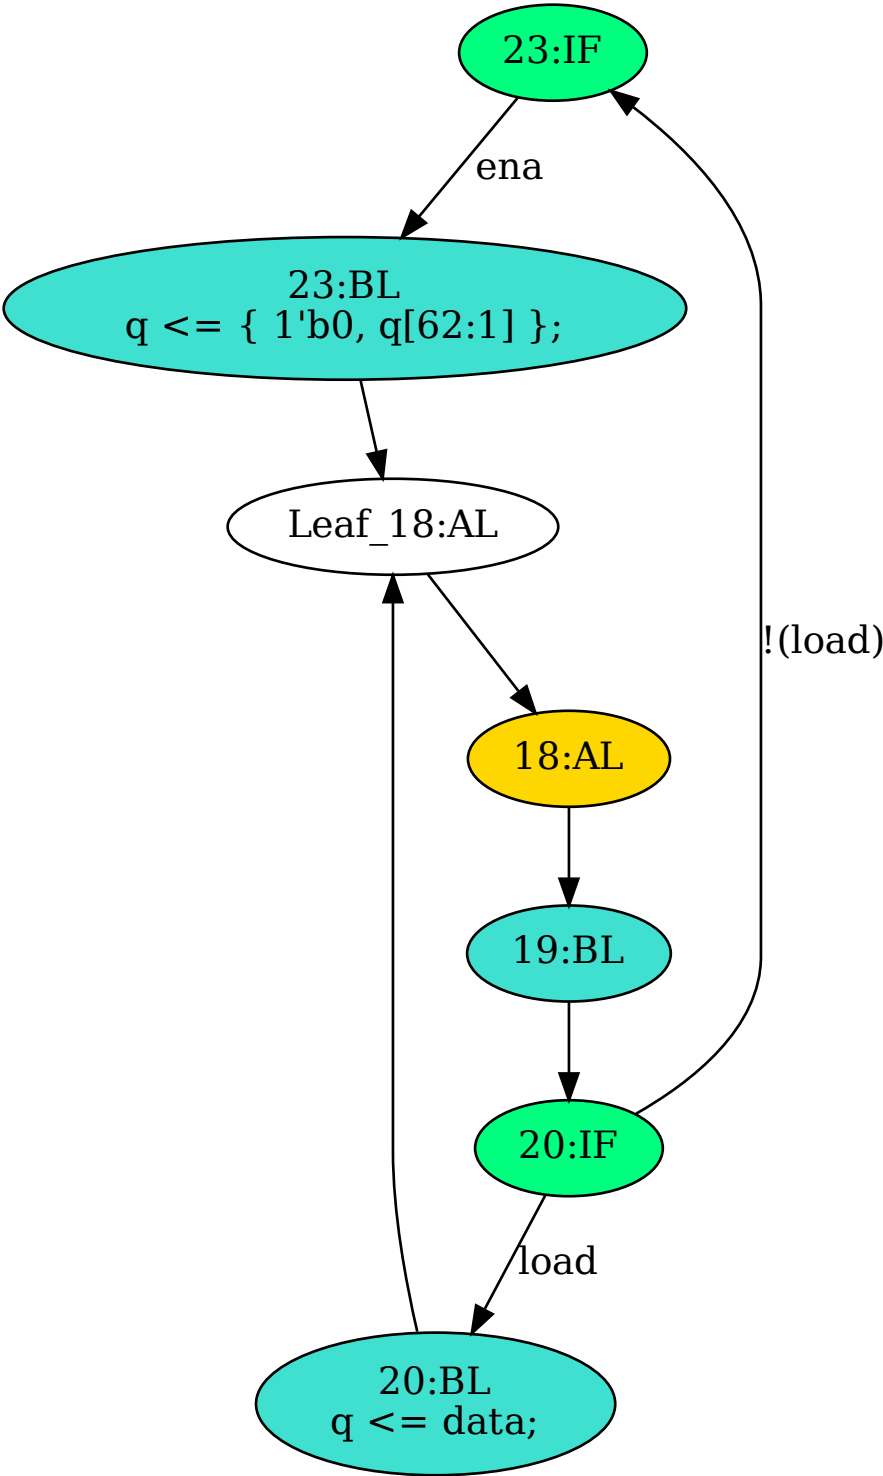 23:IF
ena
23:BL
q <= { 1'b0, q[62:1] };
Leaf_18:AL
!(load)
18:AL
19:BL
20:IF
load
20:BL
q <= data;